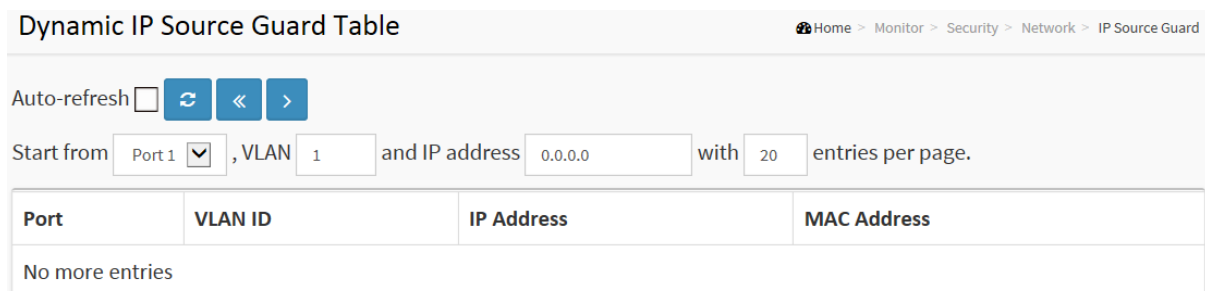 Dynamic IP Source Guard Table
Home > Monitor > Security > Network > IP Source Guard
Auto-refresh
Start from Port 1 , VLAN 1 and IP address 0.0.0.0 with 20 entries per page.
Port VLAN ID IP Address MAC Address
No more entries